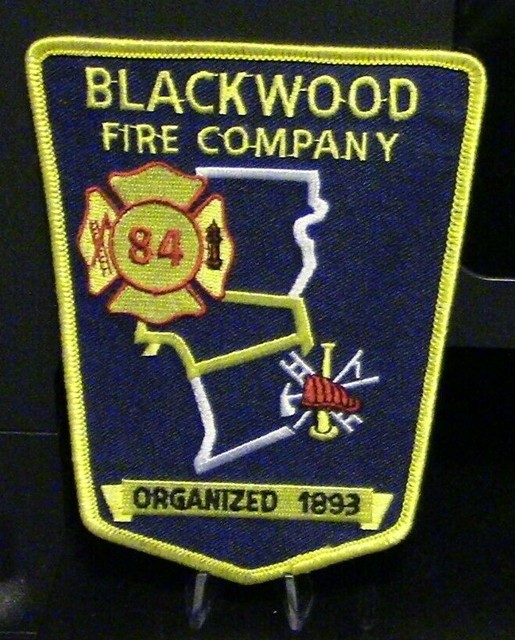 BLACKWOOD
FIRE COMPANY
84
ORGANIZED 1893